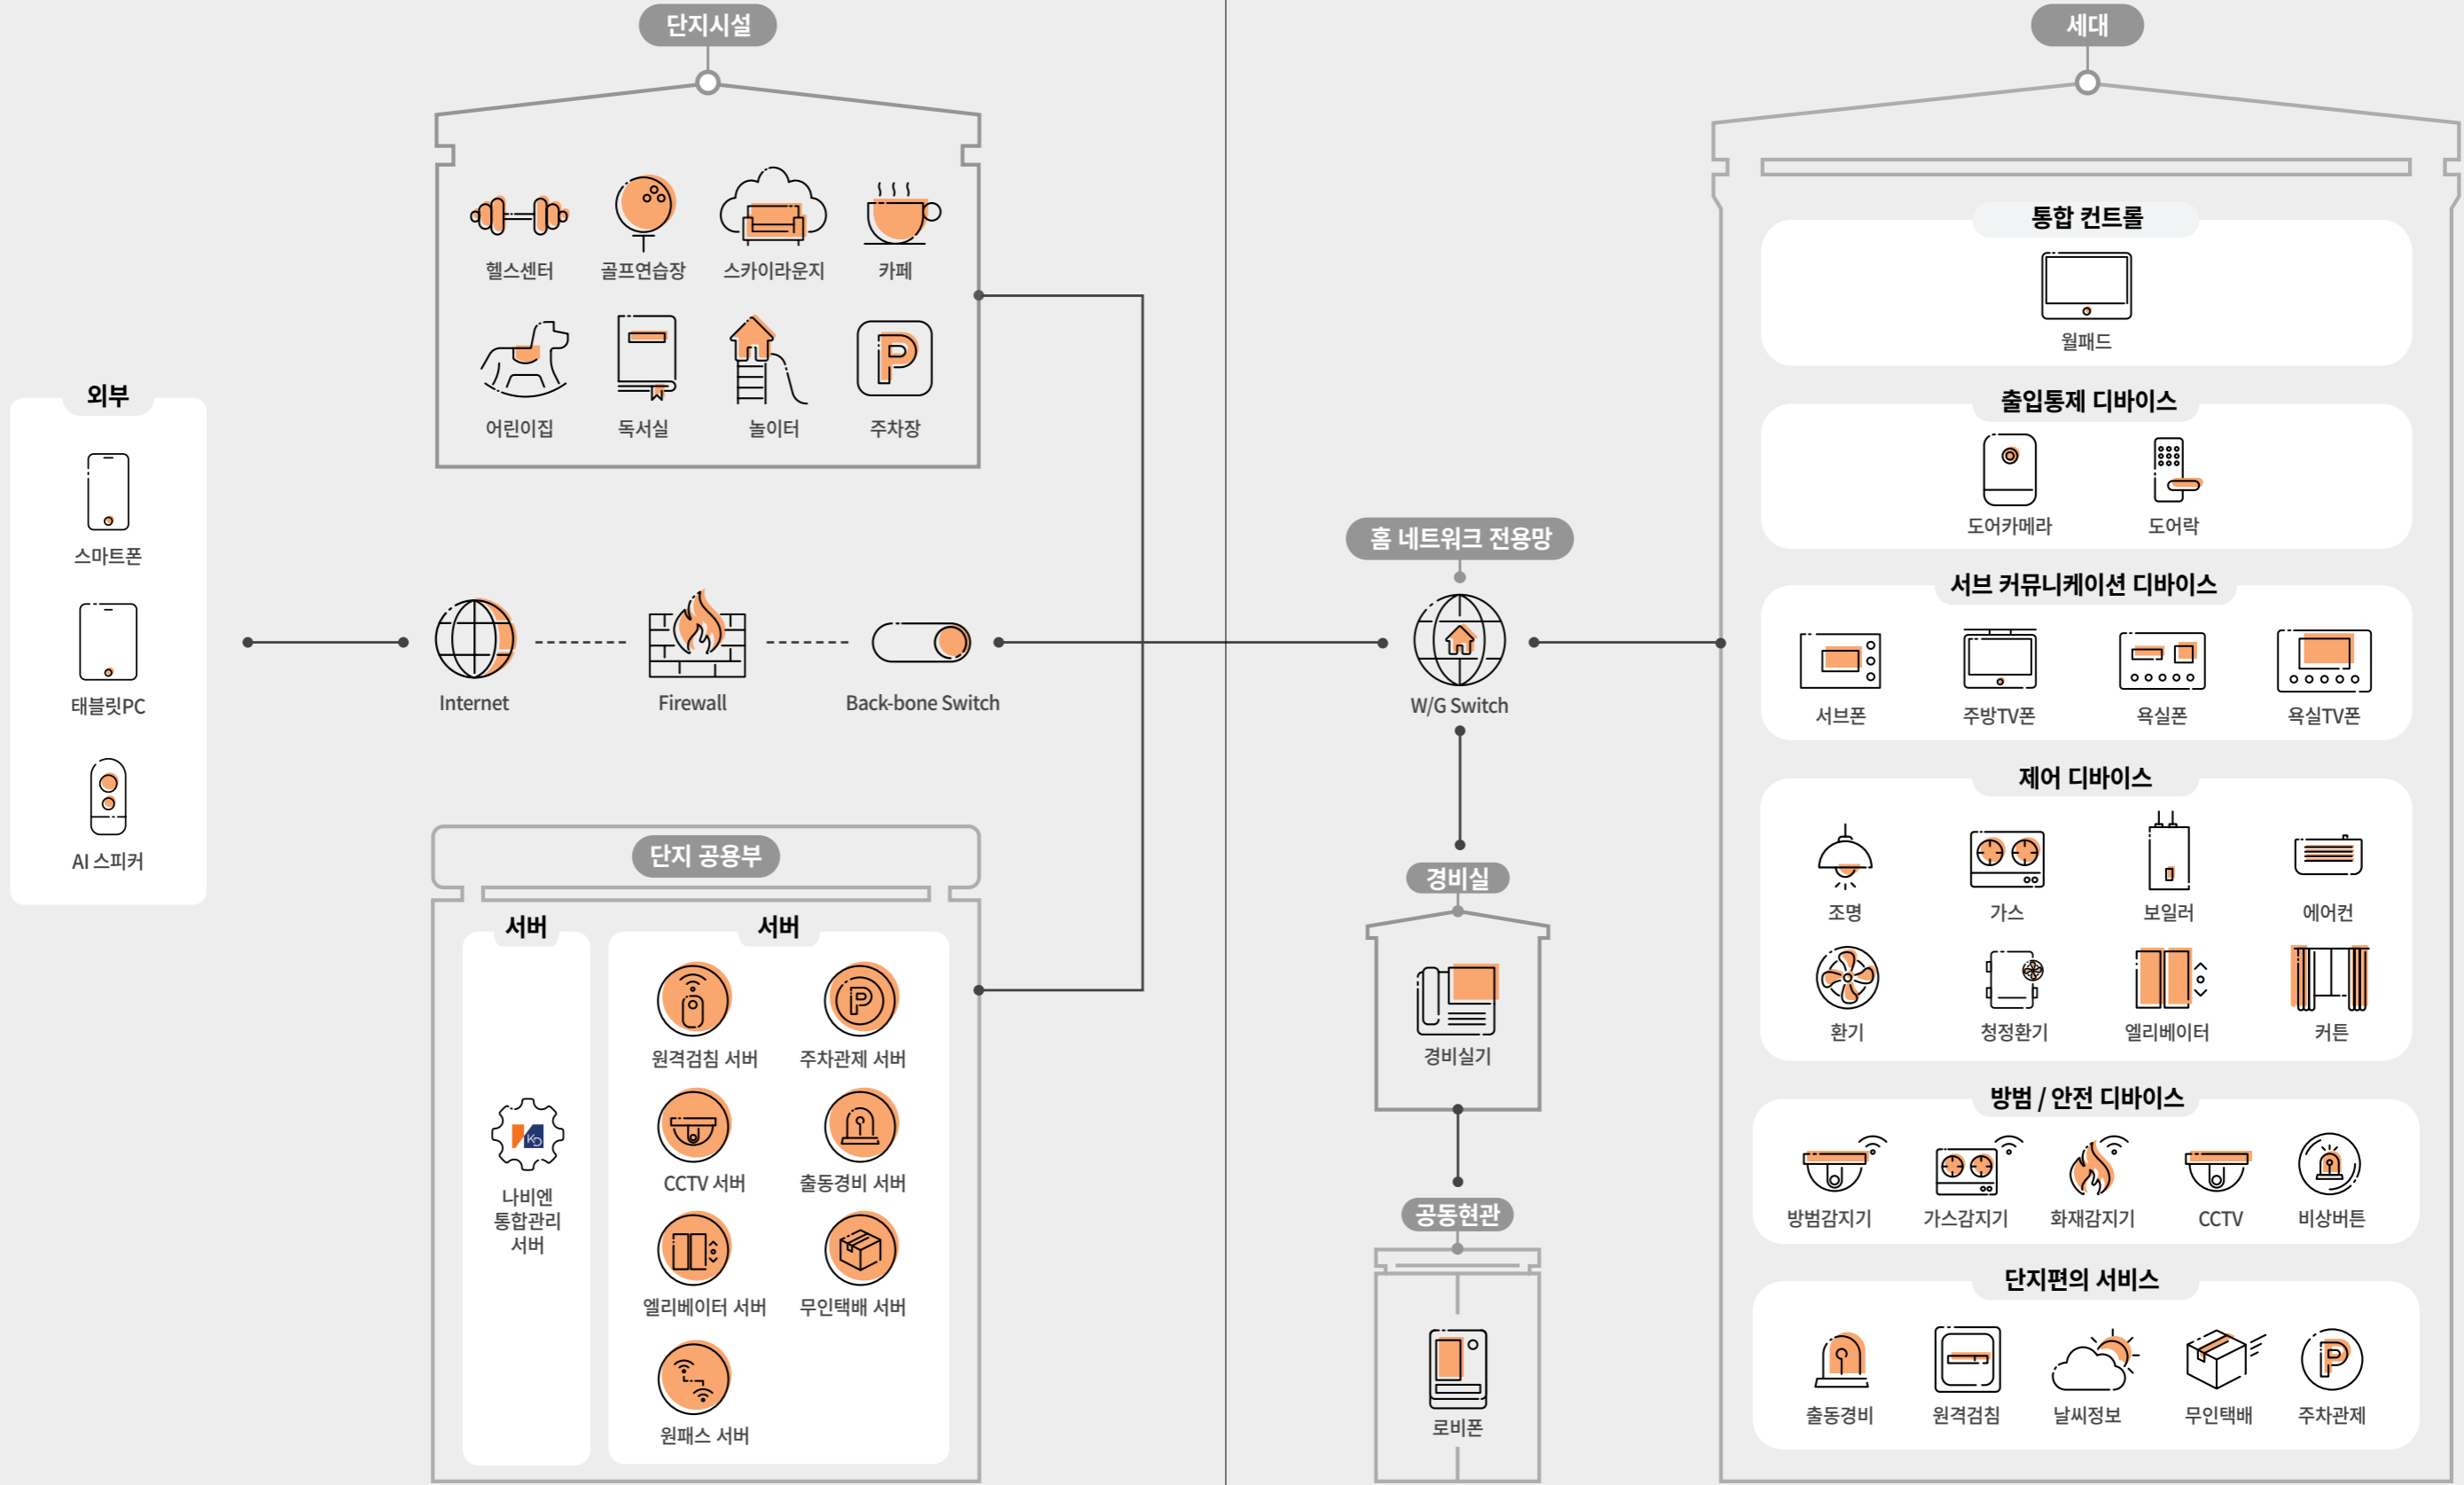 단지시설
헬스센터
골프연습장
스카이라운지
카페
어린이집
독서실
놀이터
주차장
외부
스마트폰
태블릿PC
AI 스피커
Internet
Firewall
Back-bone Switch
단지 공용부
서버
나비엔
통합관리
서버
KD
서버
원격검침 서버
P
주차관제 서버
CCTV 서버
출동경비 서버
엘리베이터 서버
무인택배 서버
원패스 서버
홈 네트워크 전용망
W/G Switch
경비실
경비실기
공동현관
로비폰
세대
통합 컨트롤
월패드
출입통제 디바이스
도어카메라
도어락
서브 커뮤니케이션 디바이스
서브폰
주방TV폰
욕실폰
욕실TV폰
제어 디바이스
조명
가스
보일러
에어컨
환기
청정환기
엘리베이터
커튼
방범 / 안전 디바이스
방범감지기
가스감지기
화재감지기
CCTV
비상버튼
단지편의 서비스
출동경비
원격검침
날씨정보
무인택배
P
주차관제